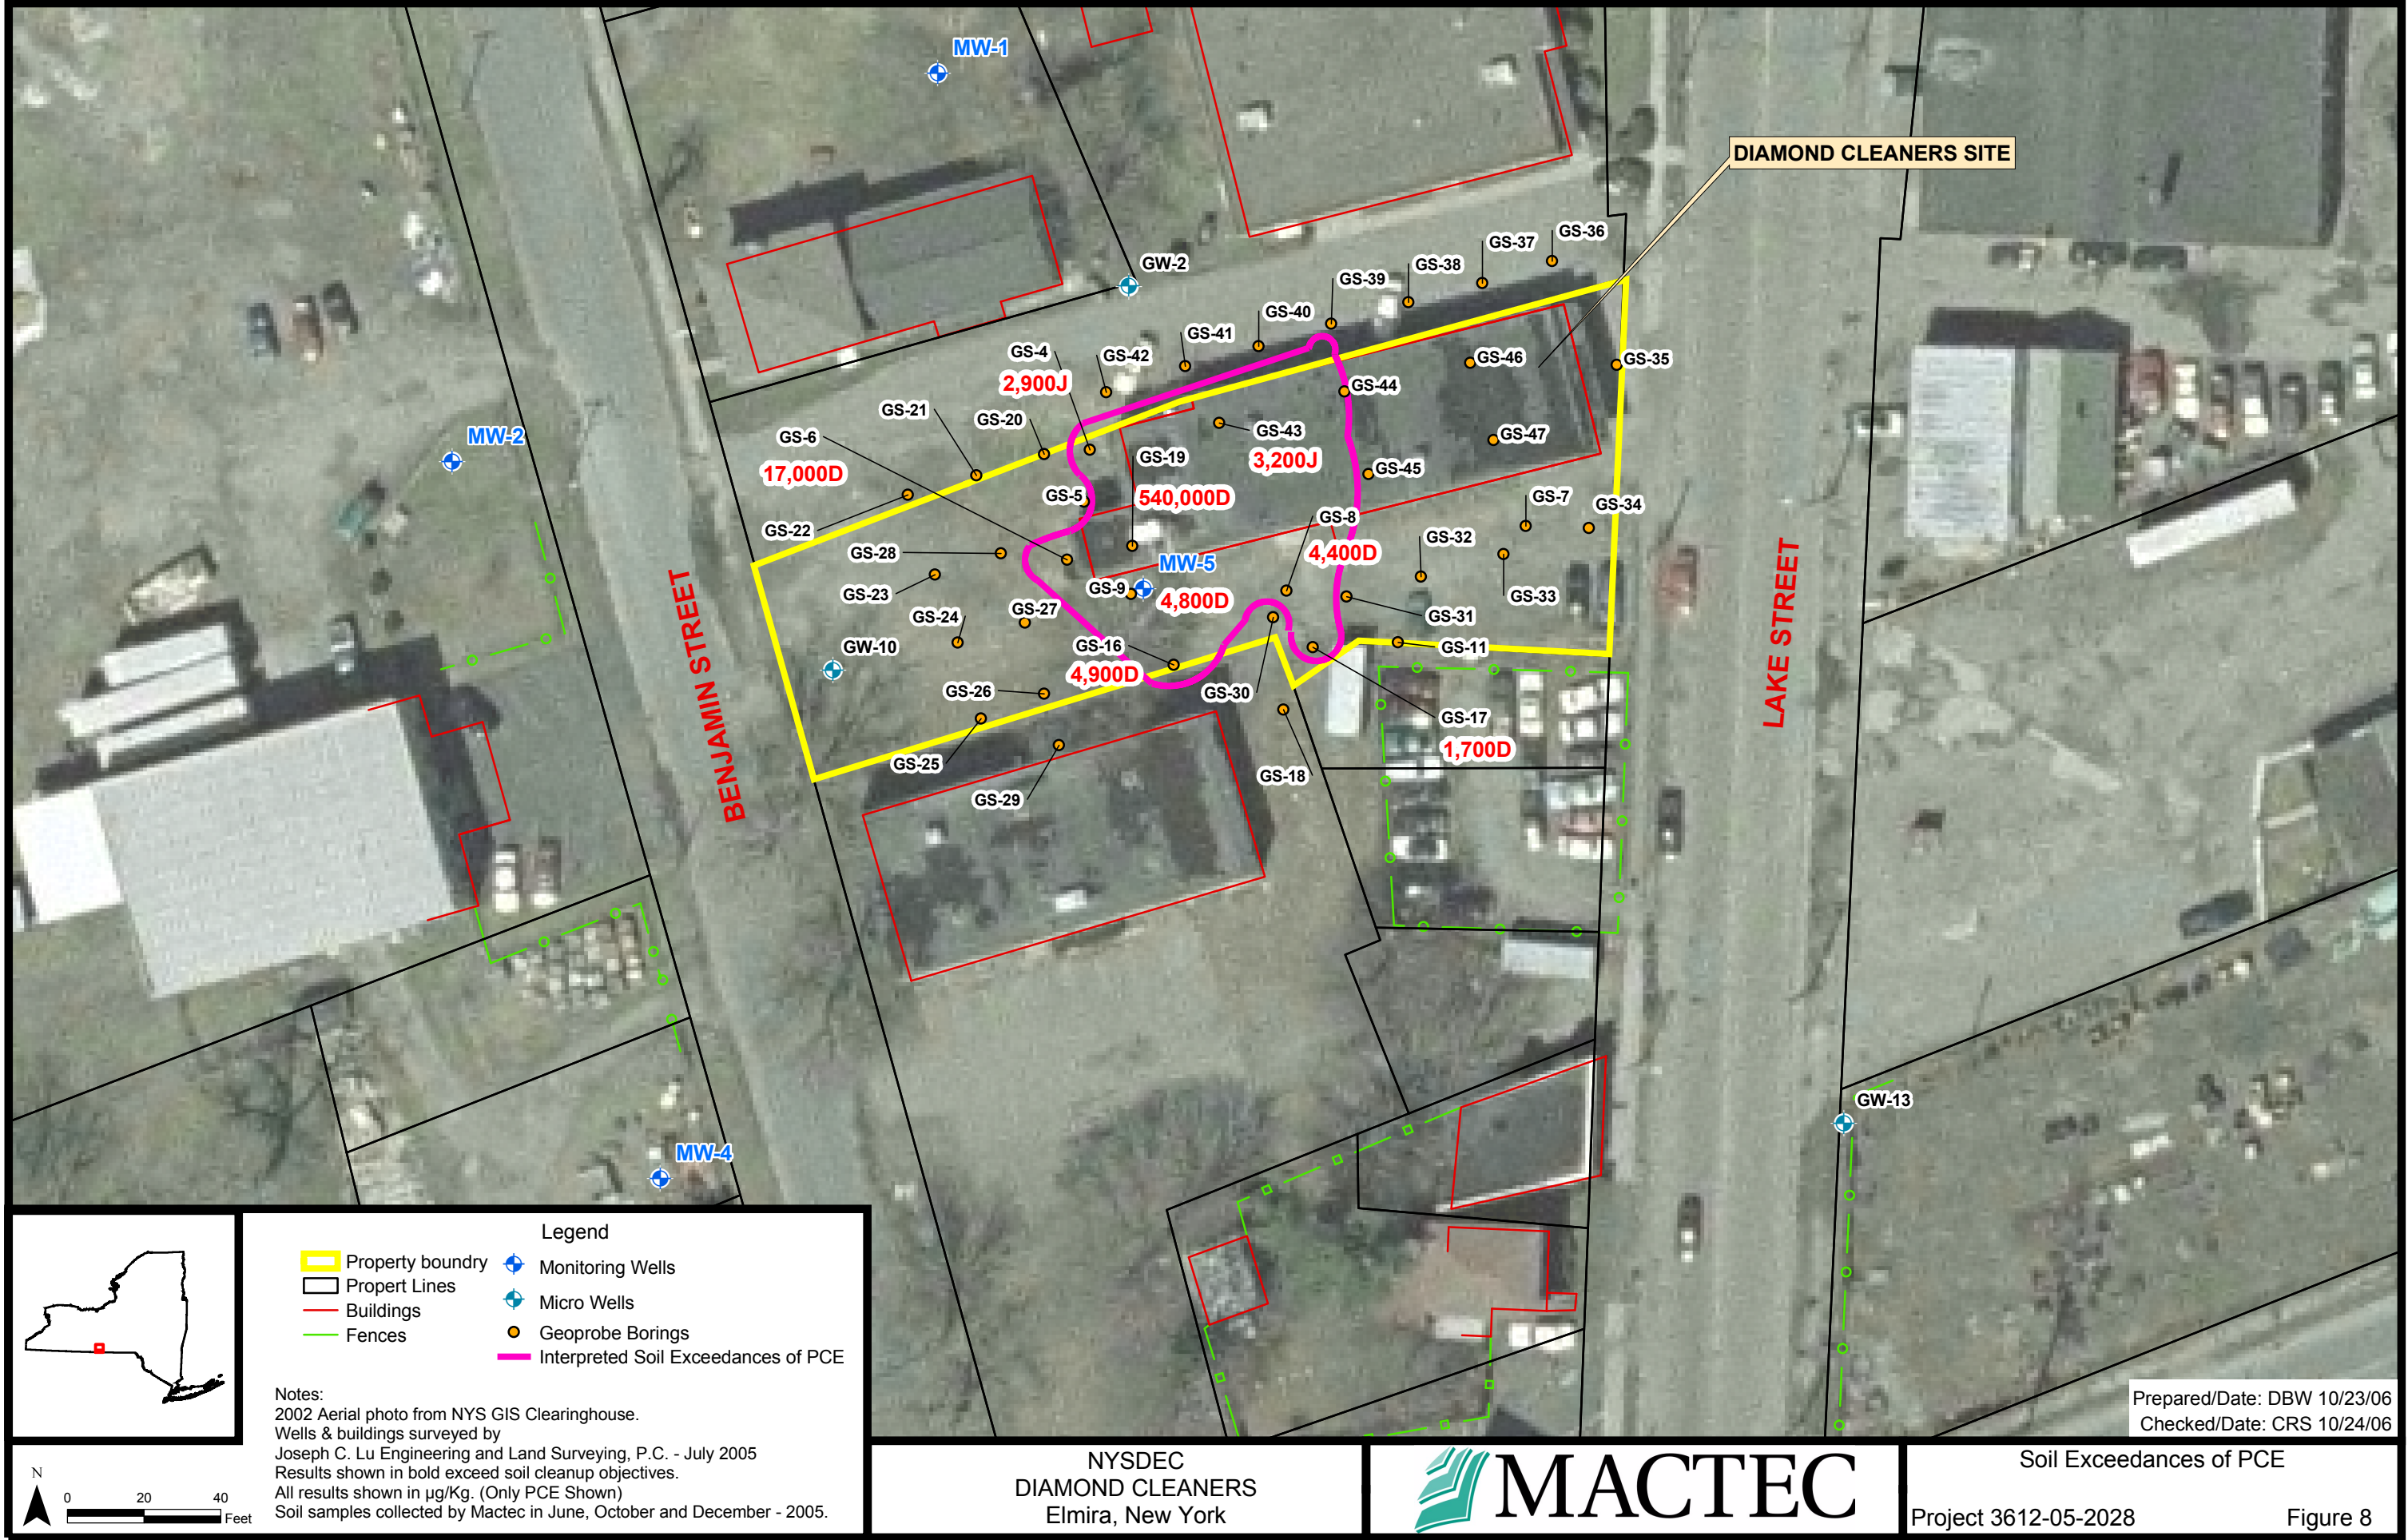 MW-1
DIAMOND CLEANERS SITE
GS-36
GS-37
GW-2
GS-38
GS-39
GS-40
GS-41
GS-4
GS-42
2,900J
GS-46
GS-35
GS-44
GS-21
GS-20
GS-6
MW-2
GS-43
GS-47
17,000D
GS-19
3,200J
GS-45
GS-5
540,000D
GS-7
GS-34
GS-22
GS-8
GS-28
4,400D
GS-32
MW-5
GS-23
GS-9
4,800D
GS-33
GS-27
GS-24
GS-31
GW-10
GS-16
GS-11
4,900D
GS-26
GS-30
GS-17
1,700D
GS-25
GS-18
GS-29
BENJAMIN STREET
LAKE STREET
GW-13
MW-4
Legend
Property boundry
Propert Lines
Buildings
Fences
Monitoring Wells
Micro Wells
Geoprobe Borings
Interpreted Soil Exceedances of PCE
Notes:
2002 Aerial photo from NYS GIS Clearinghouse.
Wells & buildings surveyed by
Joseph C. Lu Engineering and Land Surveying, P.C. - July 2005
Results shown in bold exceed soil cleanup objectives.
All results shown in µg/Kg. (Only PCE Shown)
Soil samples collected by Mactec in June, October and December - 2005.
N
0 20 40
Feet
NYSDEC
DIAMOND CLEANERS
Elmira, New York
MACTEC
Prepared/Date: DBW 10/23/06
Checked/Date: CRS 10/24/06
Soil Exceedances of PCE
Project 3612-05-2028 Figure 8